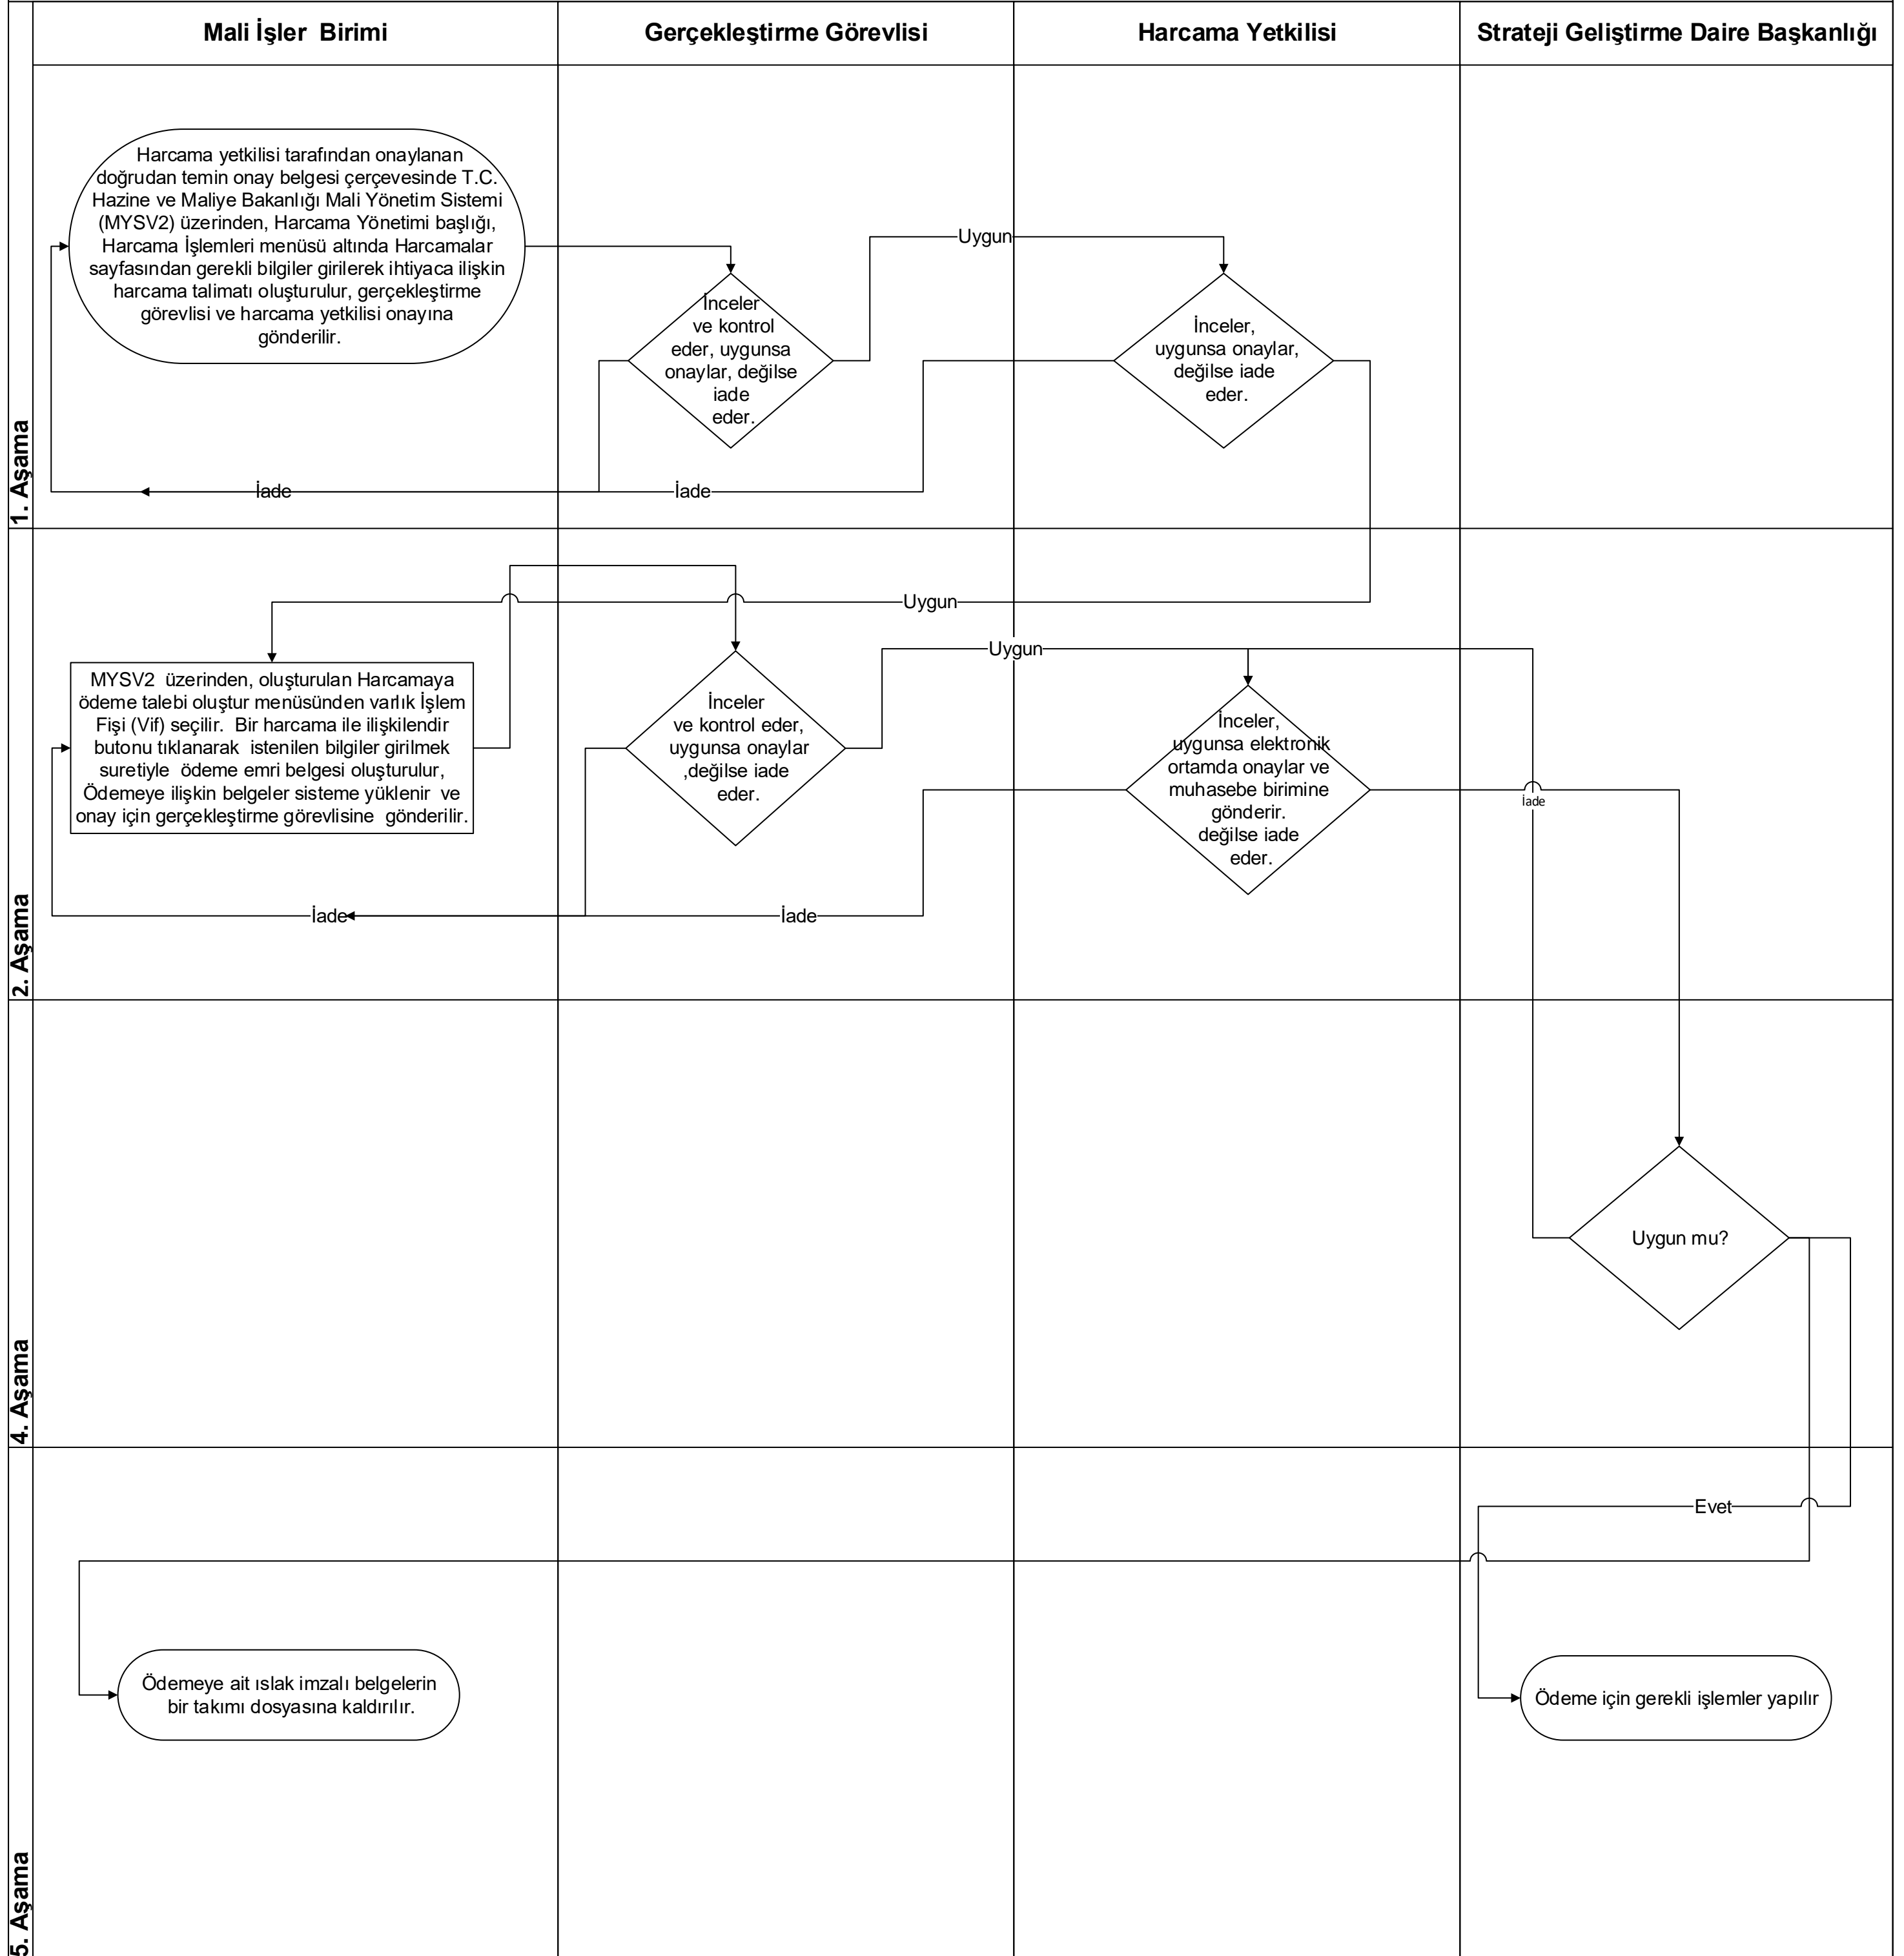 Mali İşler  Birimi
Gerçekleştirme Görevlisi
Harcama Yetkilisi
Strateji Geliştirme Daire Başkanlığı
1. Aşama
Harcama yetkilisi tarafından onaylanan
doğrudan temin onay belgesi çerçevesinde T.C.
Hazine ve Maliye Bakanlığı Mali Yönetim Sistemi
(MYSV2) üzerinden, Harcama Yönetimi başlığı,
Harcama İşlemleri menüsü altında Harcamalar
sayfasından gerekli bilgiler girilerek ihtiyaca ilişkin
harcama talimatı oluşturulur, gerçekleştirme
görevlisi ve harcama yetkilisi onayına
gönderilir.
İnceler
ve kontrol
eder, uygunsa
onaylar, değilse
iade
eder.
Uygun
İnceler,
uygunsa onaylar,
değilse iade
eder.
İade
İade
2. Aşama
Uygun
MYSV2  üzerinden, oluşturulan Harcamaya
ödeme talebi oluştur menüsünden varlık İşlem
Fişi (Vif) seçilir.  Bir harcama ile ilişkilendir
butonu tıklanarak  istenilen bilgiler girilmek
suretiyle  ödeme emri belgesi oluşturulur,
Ödemeye ilişkin belgeler sisteme yüklenir  ve
onay için gerçekleştirme görevlisine  gönderilir.
İnceler
ve kontrol eder,
uygunsa onaylar
,değilse iade
eder.
Uygun
İnceler,
uygunsa elektronik
ortamda onaylar ve
muhasebe birimine
gönderir.
değilse iade
eder.
İade
İade
İade
4. Aşama
Uygun mu?
5. Aşama
Evet
Ödemeye ait ıslak imzalı belgelerin
bir takımı dosyasına kaldırılır.
Ödeme için gerekli işlemler yapılır